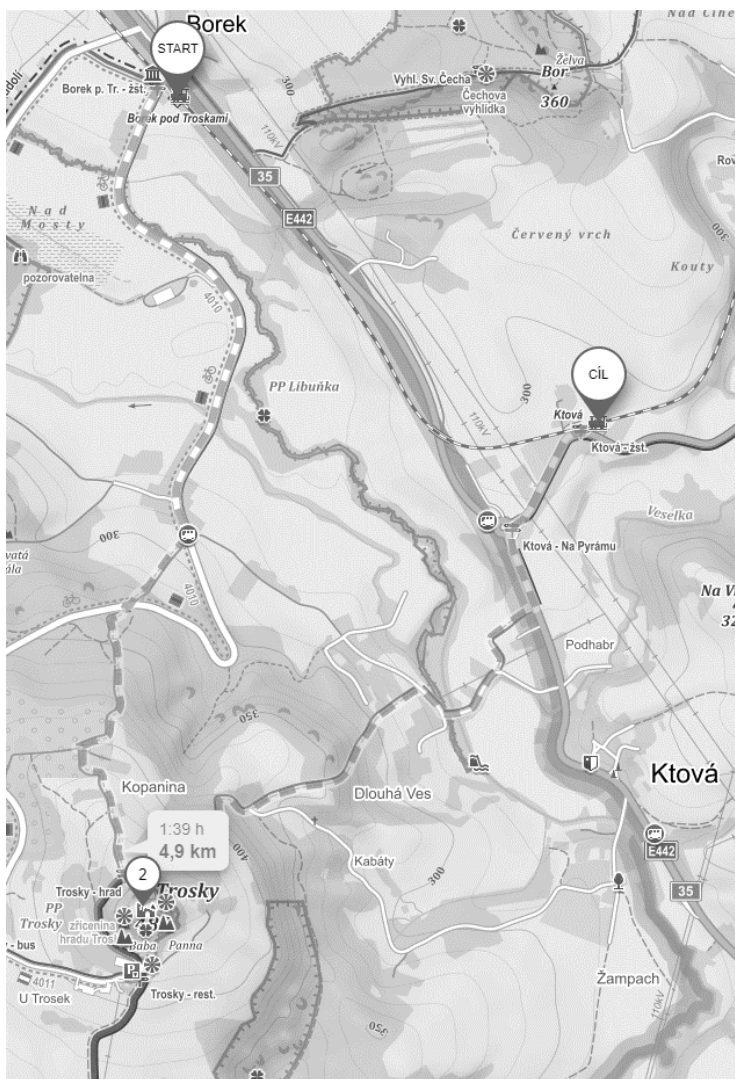 Borek
START
Borek p. Tr. - žst.
Borek pod Troskami
300
Vyhl. Sv. Čecha
Čechova
vyhlídka
Želva
Bor
360
110kV
35
E442
Nad
Mosty
pozorovatelna
4010
Červený vrch
Kouty
300
PP Libuňka
CÍL
300
Ktová
Ktová - žst.
110kV
Ktová - Na Pyrámu
Veselka
300
4010
Podhabr
350
Kopanina
Dlouhá Ves
Ktová
1:39 h
4,9 km
400
Kabáty
300
E442
35
2
Trosky
Trosky - hrad
PP
Trosky
zřícenina
Baba
Panna
- bus
4011
U Trosek
Trosky - rest.
Žampach
350
110kV